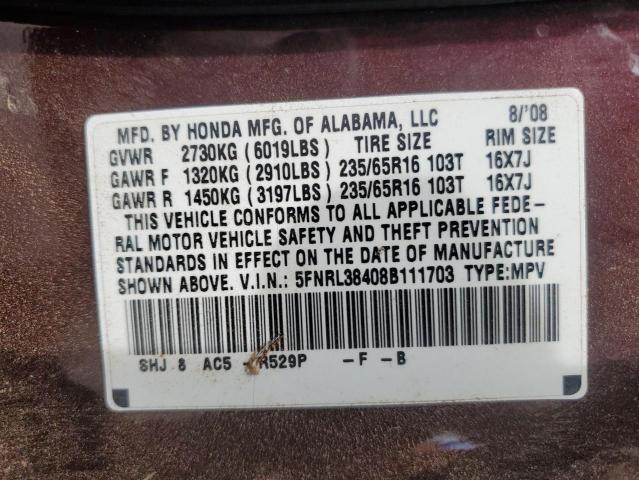 MFD. BY HONDA MFG. OF ALABAMA, LLC 8/'08
GVWR 2730KG (6019LBS) TIRE SIZE RIM SIZE
GAWR F 1320KG (2910LBS) 235/65R16 103T 16X7J
GAWR R 1450KG (3197LBS) 235/65R16 103T 16X7J
THIS VEHICLE CONFORMS TO ALL APPLICABLE FEDE-
RAL MOTOR VEHICLE SAFETY AND THEFT PREVENTION
STANDARDS IN EFFECT ON THE DATE OF MANUFACTURE
SHOWN ABOVE. V.I.N.: 5FNRL38408B111703 TYPE:MPV
SHJ 8 AC5 R529P -F -B